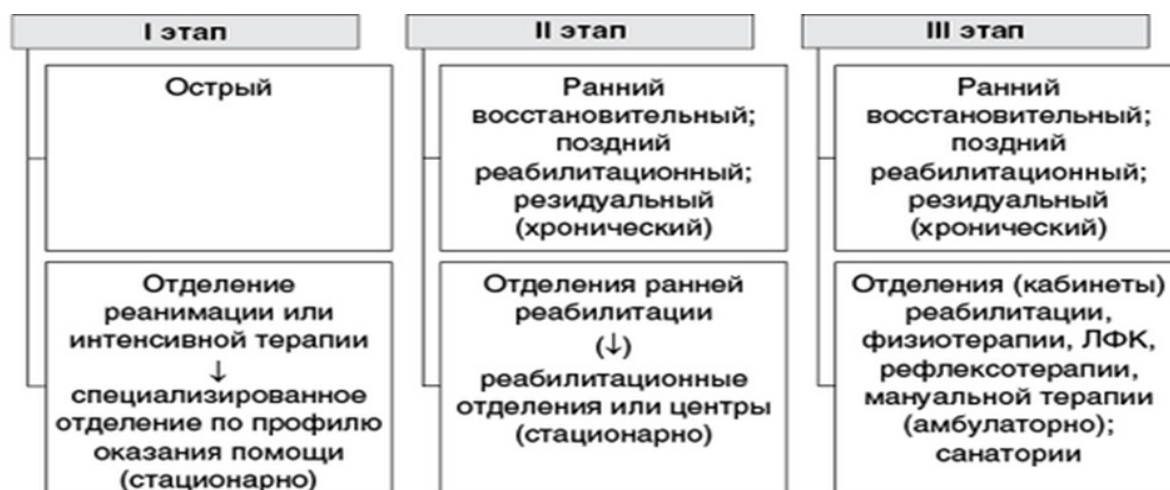 I этап
Острый
Отделение
реанимации или
интенсивной терапии
↓
специализированное
отделение по профилю
оказания помощи
(стационарно)
II этап
Ранний
восстановительный;
поздний
реабилитационный;
резидуальный
(хронический)
Отделения ранней
реабилитации
(↓)
реабилитационные
отделения или центры
(стационарно)
III этап
Ранний
восстановительный;
поздний
реабилитационный;
резидуальный
(хронический)
Отделения (кабинеты)
реабилитации,
физиотерапии, ЛФК,
рефлексотерапии,
мануальной терапии
(амбулаторно);
санатории